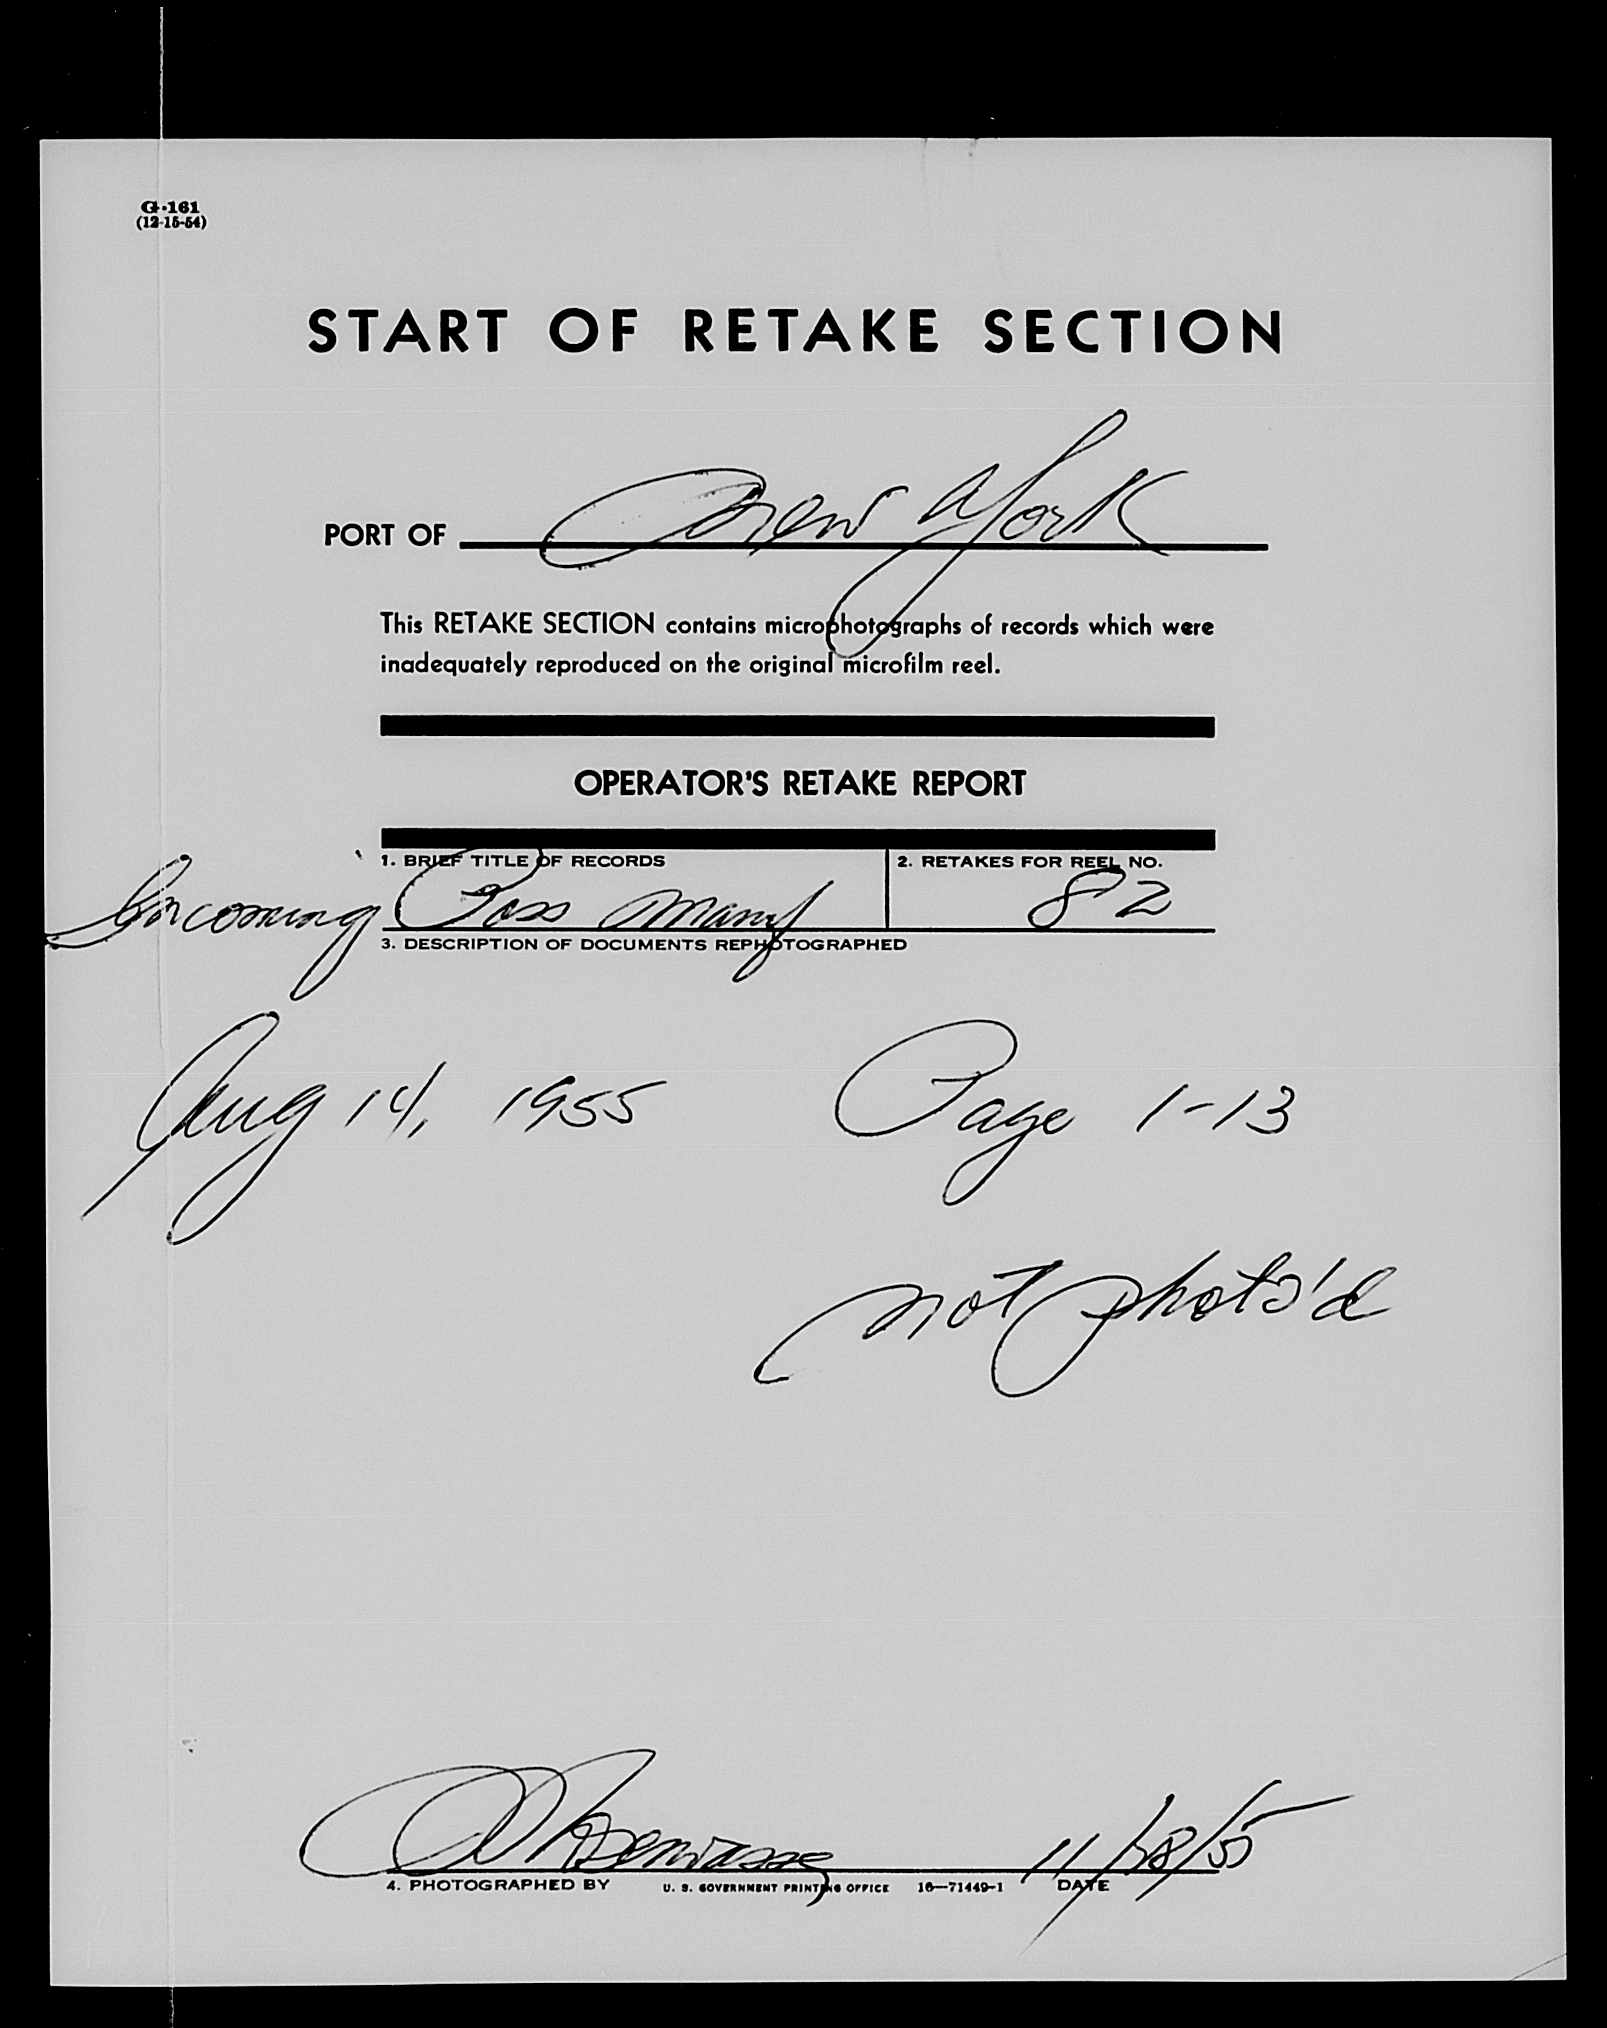 G-161
(12-15-54)
START OF RETAKE SECTION
PORT OF New York
This RETAKE SECTION contains microphotographs of records which were
inadequately reproduced on the original microfilm reel.
OPERATOR'S RETAKE REPORT
1. BRIEF TITLE OF RECORDS
Incoming Pass Manf
2. RETAKES FOR REEL NO.
82
3. DESCRIPTION OF DOCUMENTS REPHOTOGRAPHED
Aug 14, 1955 Page 1-13
not photo'd
11/18/55
4. PHOTOGRAPHED BY U. S. GOVERNMENT PRINTING OFFICE 16—71449-1 DATE